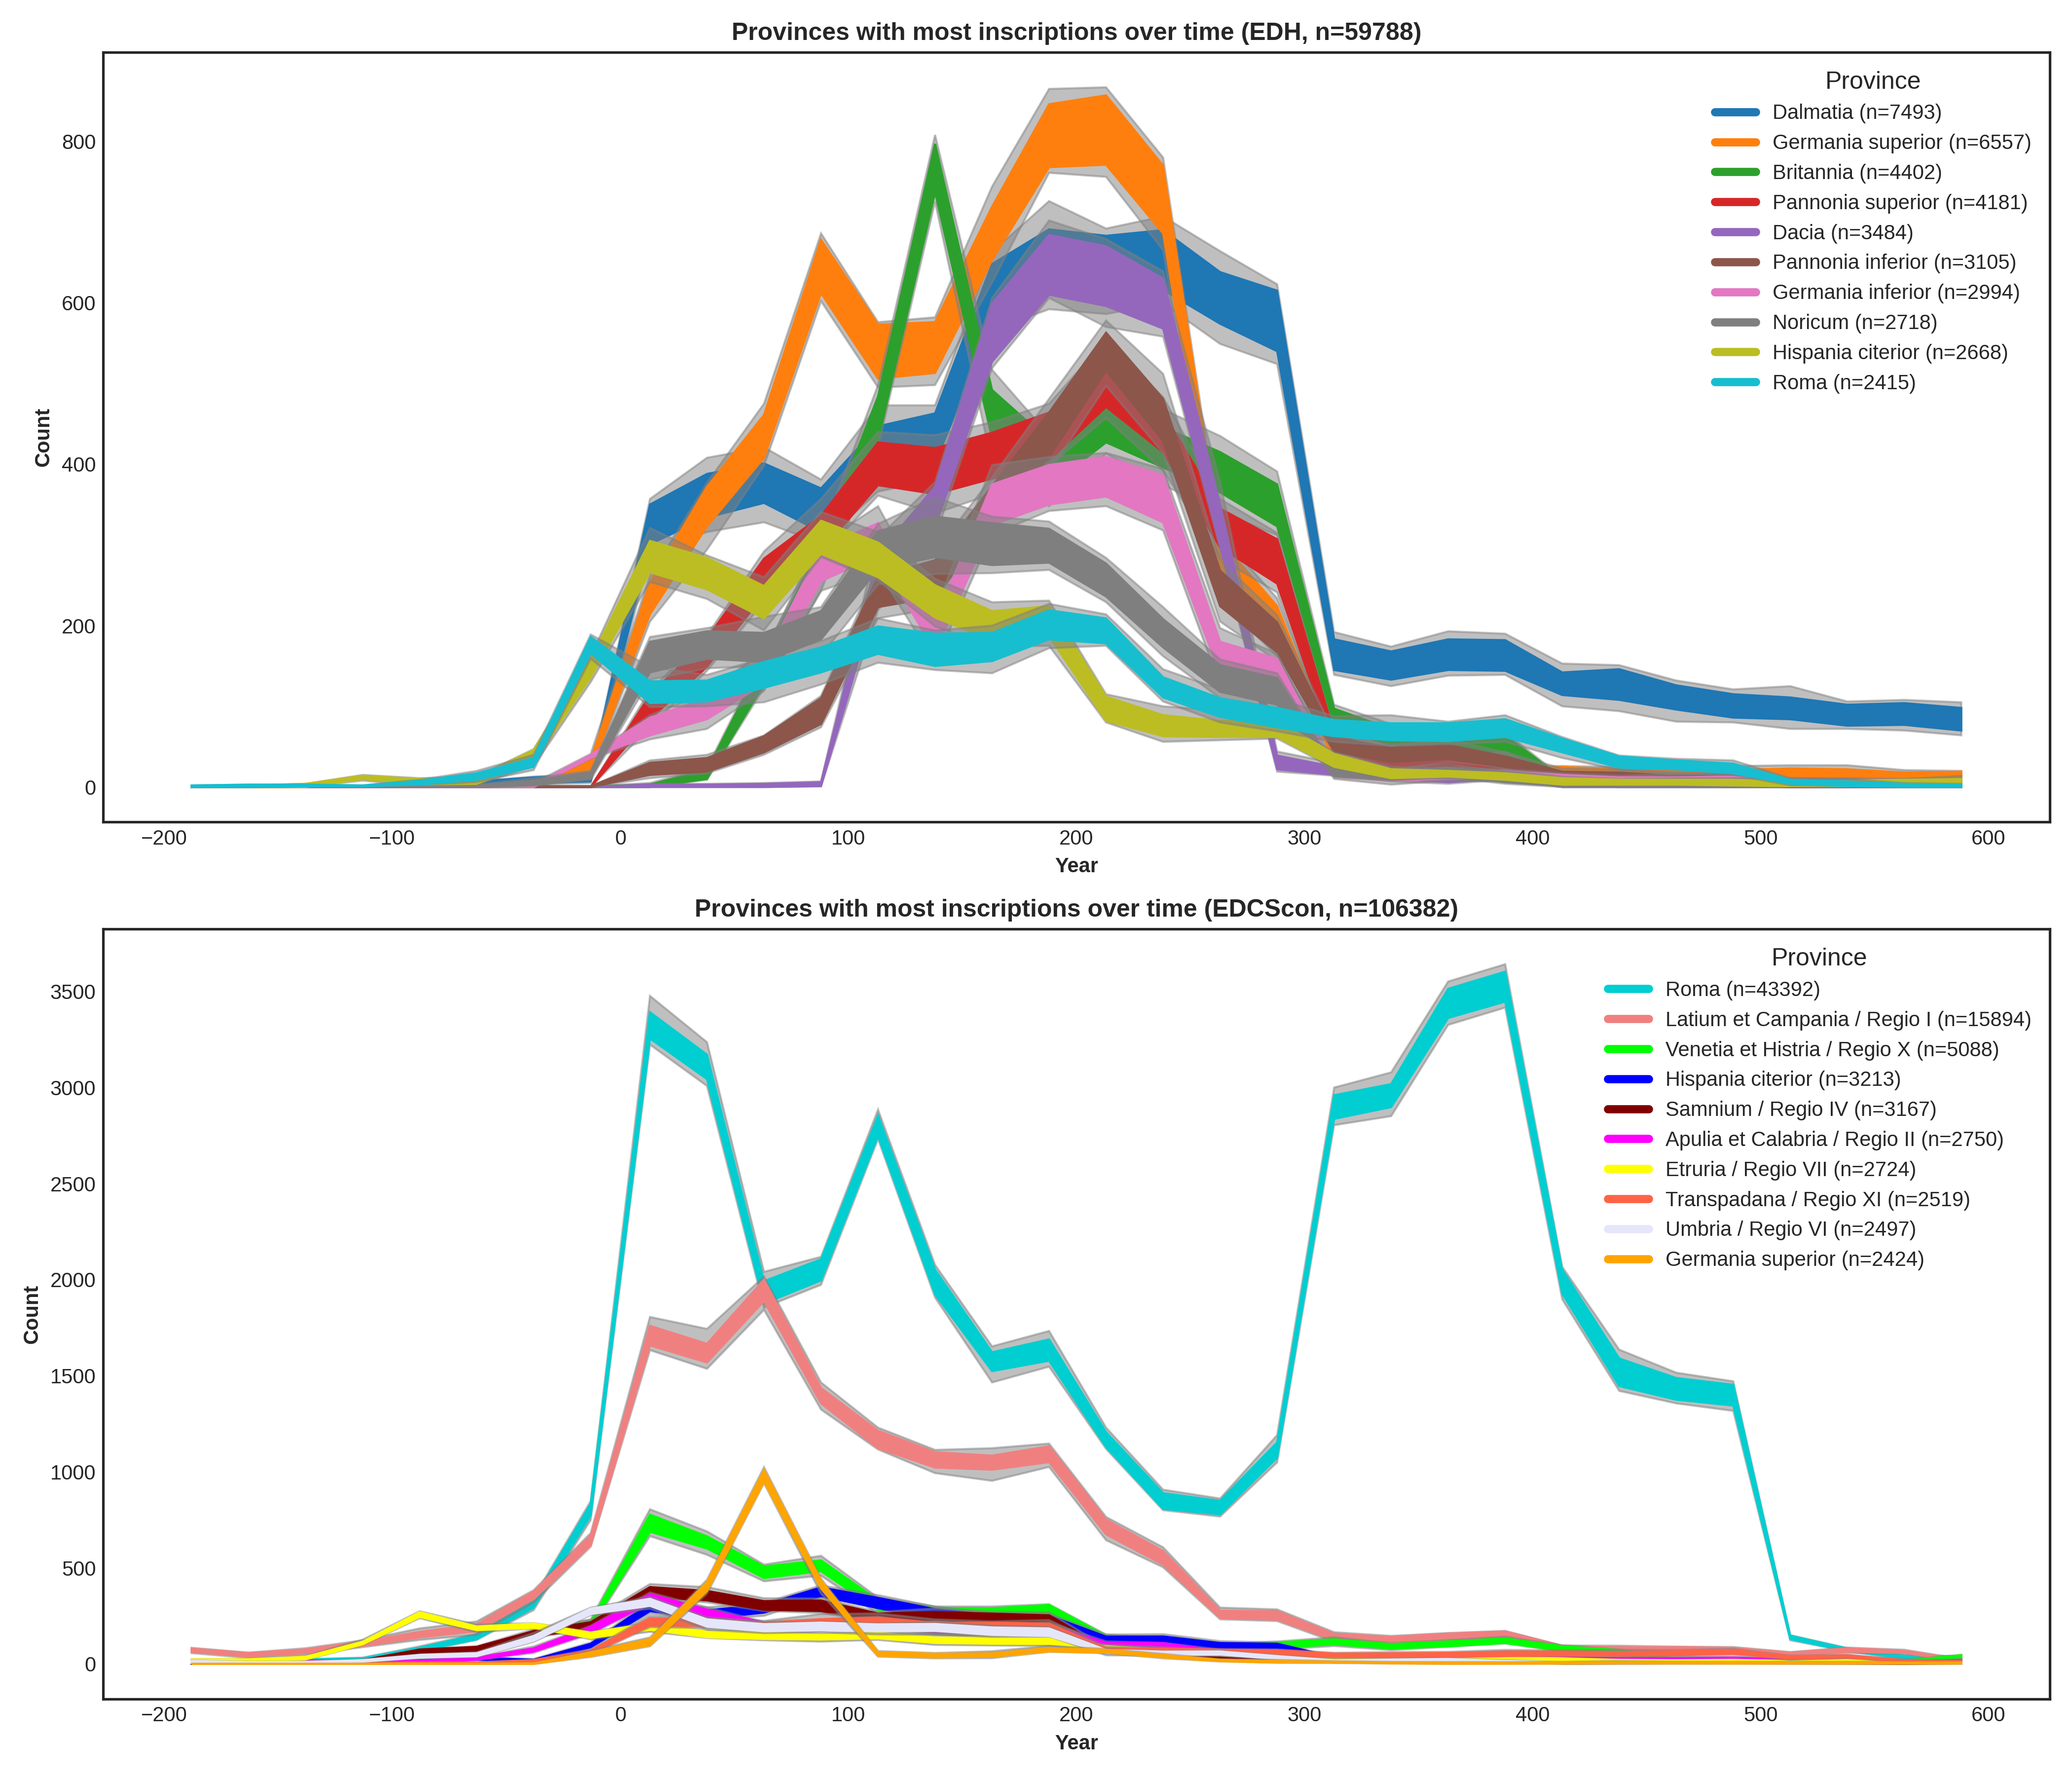 Provinces with most inscriptions over time (EDH, n=59788)
Province
Dalmatia (n=7493)
Germania superior (n=6557)
Britannia (n=4402)
Pannonia superior (n=4181)
Dacia (n=3484)
Pannonia inferior (n=3105)
Germania inferior (n=2994)
Noricum (n=2718)
Hispania citerior (n=2668)
Roma (n=2415)
800
600
400
200
0
Count
−200 −100 0 100 200 300 400 500 600
Year
Provinces with most inscriptions over time (EDCScon, n=106382)
Province
Roma (n=43392)
Latium et Campania / Regio I (n=15894)
Venetia et Histria / Regio X (n=5088)
Hispania citerior (n=3213)
Samnium / Regio IV (n=3167)
Apulia et Calabria / Regio II (n=2750)
Etruria / Regio VII (n=2724)
Transpadana / Regio XI (n=2519)
Umbria / Regio VI (n=2497)
Germania superior (n=2424)
3500
3000
2500
2000
1500
1000
500
0
Count
−200 −100 0 100 200 300 400 500 600
Year